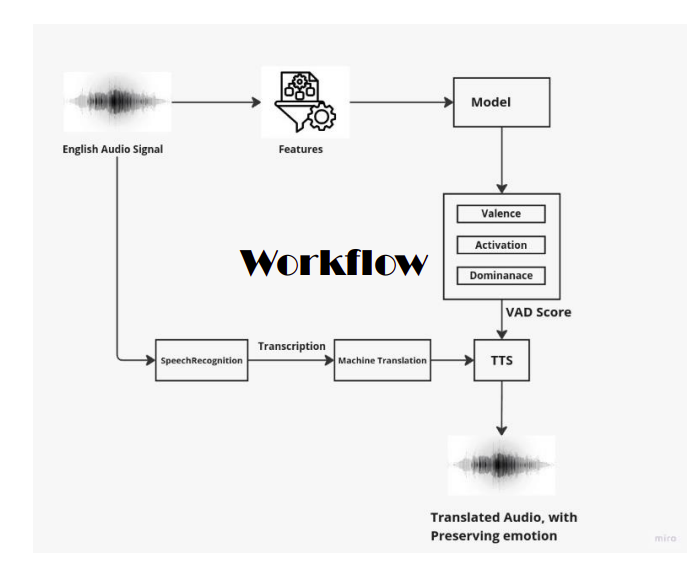 Model
English Audio Signal
Features
Valence
Activation
Dominanace
Workflow
VAD Score
Transcription
SpeechRecognition
Machine Translation
TTS
Translated Audio, with
Preserving emotion
miro